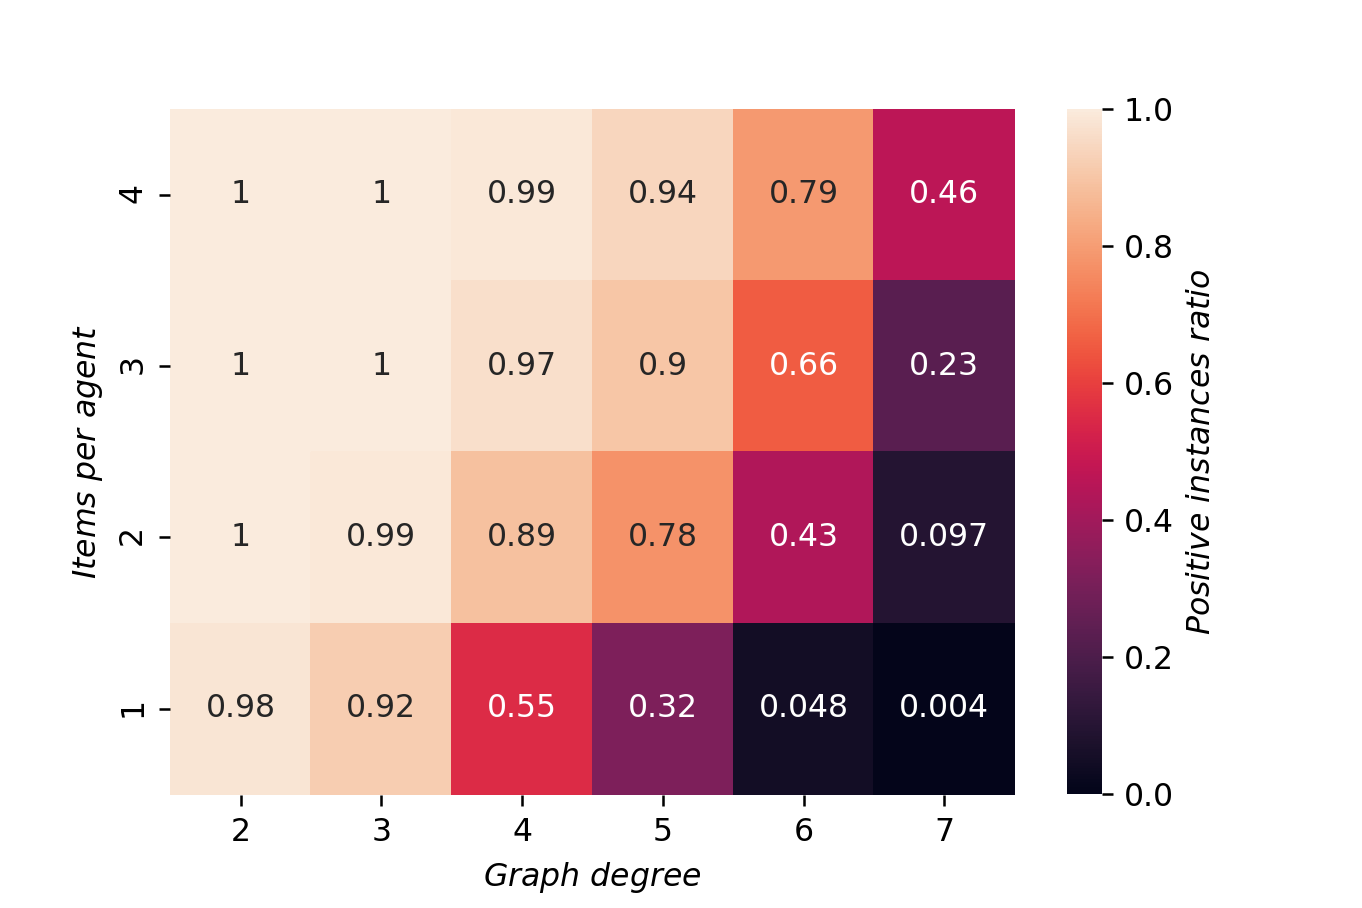 4 1 1 0.99 0.94 0.79 0.46
3 1 1 0.97 0.9 0.66 0.23
2 1 0.99 0.89 0.78 0.43 0.097
1 0.98 0.92 0.55 0.32 0.048 0.004
2 3 4 5 6 7
Graph degree
Items per agent
1.0
0.8
0.6
0.4
0.2
0.0
Positive instances ratio